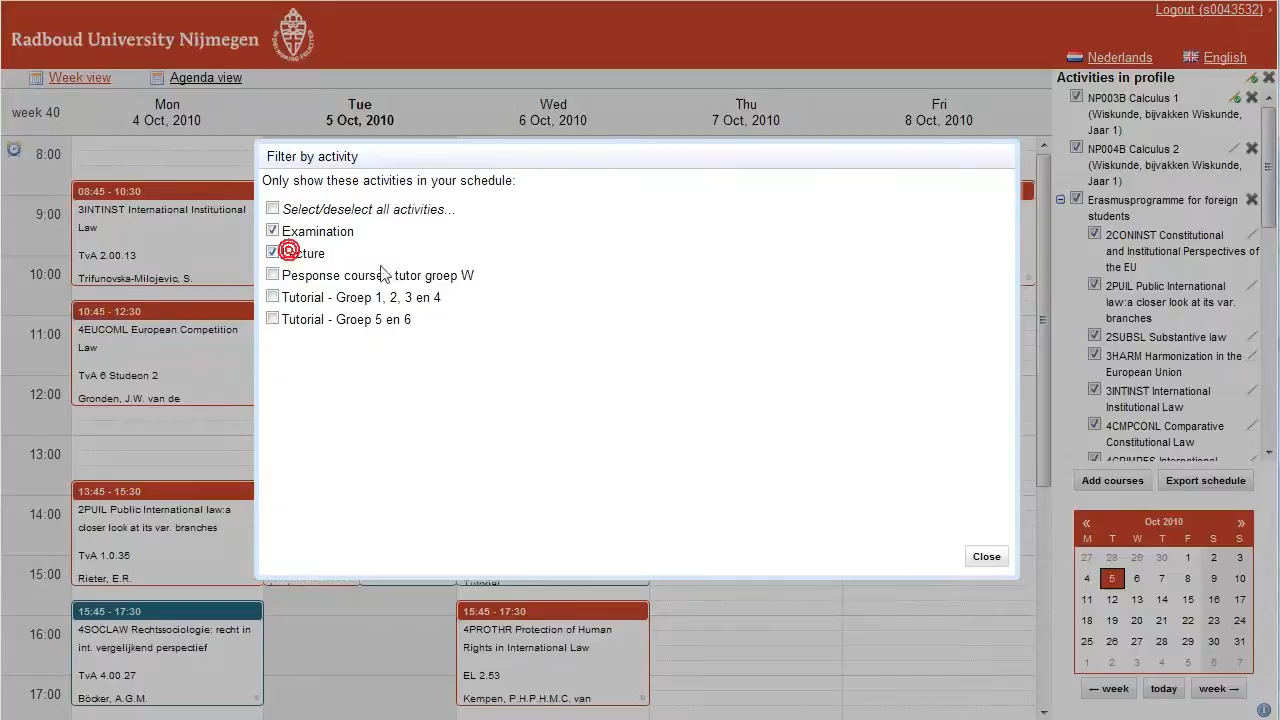 Logout (s0043532)
Radboud University Nijmegen
Nederlands
English
Week view
Agenda view
week 40
Mon
4 Oct, 2010
Tue
5 Oct, 2010
Wed
6 Oct, 2010
Thu
7 Oct, 2010
Fri
8 Oct, 2010
8:00
9:00
10:00
11:00
12:00
13:00
14:00
15:00
16:00
17:00
08:45 - 10:30
3INTINST International Institutional
Law
TvA 2.00.13
Trifunovska-Milojevic, S.
10:45 - 12:30
4EUCOML European Competition
Law
TvA 6 Studeon 2
Gronden, J.W. van de
13:45 - 15:30
2PUIL Public International law:a
closer look at its var. branches
TvA 1.0.35
Rieter, E.R.
15:45 - 17:30
4SOCLAW Rechtssociologie: recht in
int. vergelijkend perspectief
TvA 4.00.27
Böcker, A.G.M.
Tutorial
15:45 - 17:30
4PROTHR Protection of Human
Rights in International Law
EL 2.53
Kempen, P.H.P.H.M.C. van
Filter by activity
Only show these activities in your schedule:
Select/deselect all activities...
Examination
cture
Pesponse course tutor groep W
Tutorial - Groep 1, 2, 3 en 4
Tutorial - Groep 5 en 6
Close
Activities in profile
NP003B Calculus 1
(Wiskunde, bijvakken Wiskunde,
Jaar 1)
NP004B Calculus 2
(Wiskunde, bijvakken Wiskunde,
Jaar 1)
Erasmusprogramme for foreign
students
2CONINST Constitutional
and Institutional Perspectives of
the EU
2PUIL Public International
law:a closer look at its var.
branches
2SUBSL Substantive law
3HARM Harmonization in the
European Union
3INTINST International
Institutional Law
4CMPCONL Comparative
Constitutional Law
Add courses
Export schedule
« Oct 2010 »
M T W T F S S
27 28 29 30 1 2 3
4 5 6 7 8 9 10
11 12 13 14 15 16 17
18 19 20 21 22 23 24
25 26 27 28 29 30 31
1 2 3 4 5 6 7
← week
today
week →